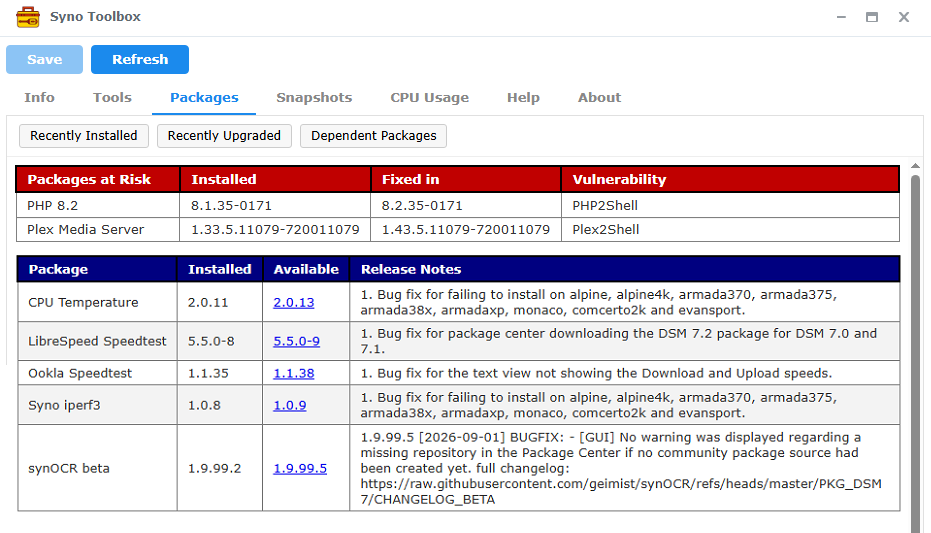 Syno Toolbox
Save Refresh
Info Tools Packages Snapshots CPU Usage Help About
Recently Installed Recently Upgraded Dependent Packages
Packages at Risk Installed Fixed in Vulnerability
PHP 8.2 8.1.35-0171 8.2.35-0171 PHP2Shell
Plex Media Server 1.33.5.11079-720011079 1.43.5.11079-720011079 Plex2Shell
Package Installed Available Release Notes
CPU Temperature 2.0.11 2.0.13 1. Bug fix for failing to install on alpine, alpine4k, armada370, armada375,
armada38x, armadaxp, monaco, comcerto2k and evansport.
LibreSpeed Speedtest 5.5.0-8 5.5.0-9 1. Bug fix for package center downloading the DSM 7.2 package for DSM 7.0 and
7.1.
Ookla Speedtest 1.1.35 1.1.38 1. Bug fix for the text view not showing the Download and Upload speeds.
Syno iperf3 1.0.8 1.0.9 1. Bug fix for failing to install on alpine, alpine4k, armada370, armada375,
armada38x, armadaxp, monaco, comcerto2k and evansport.
synOCR beta 1.9.99.2 1.9.99.5 1.9.99.5 [2026-09-01] BUGFIX: - [GUI] No warning was displayed regarding a
missing repository in the Package Center if no community package source had
been created yet. full changelog:
https://raw.githubusercontent.com/geimist/synOCR/refs/heads/master/PKG_DSM
7/CHANGELOG_BETA